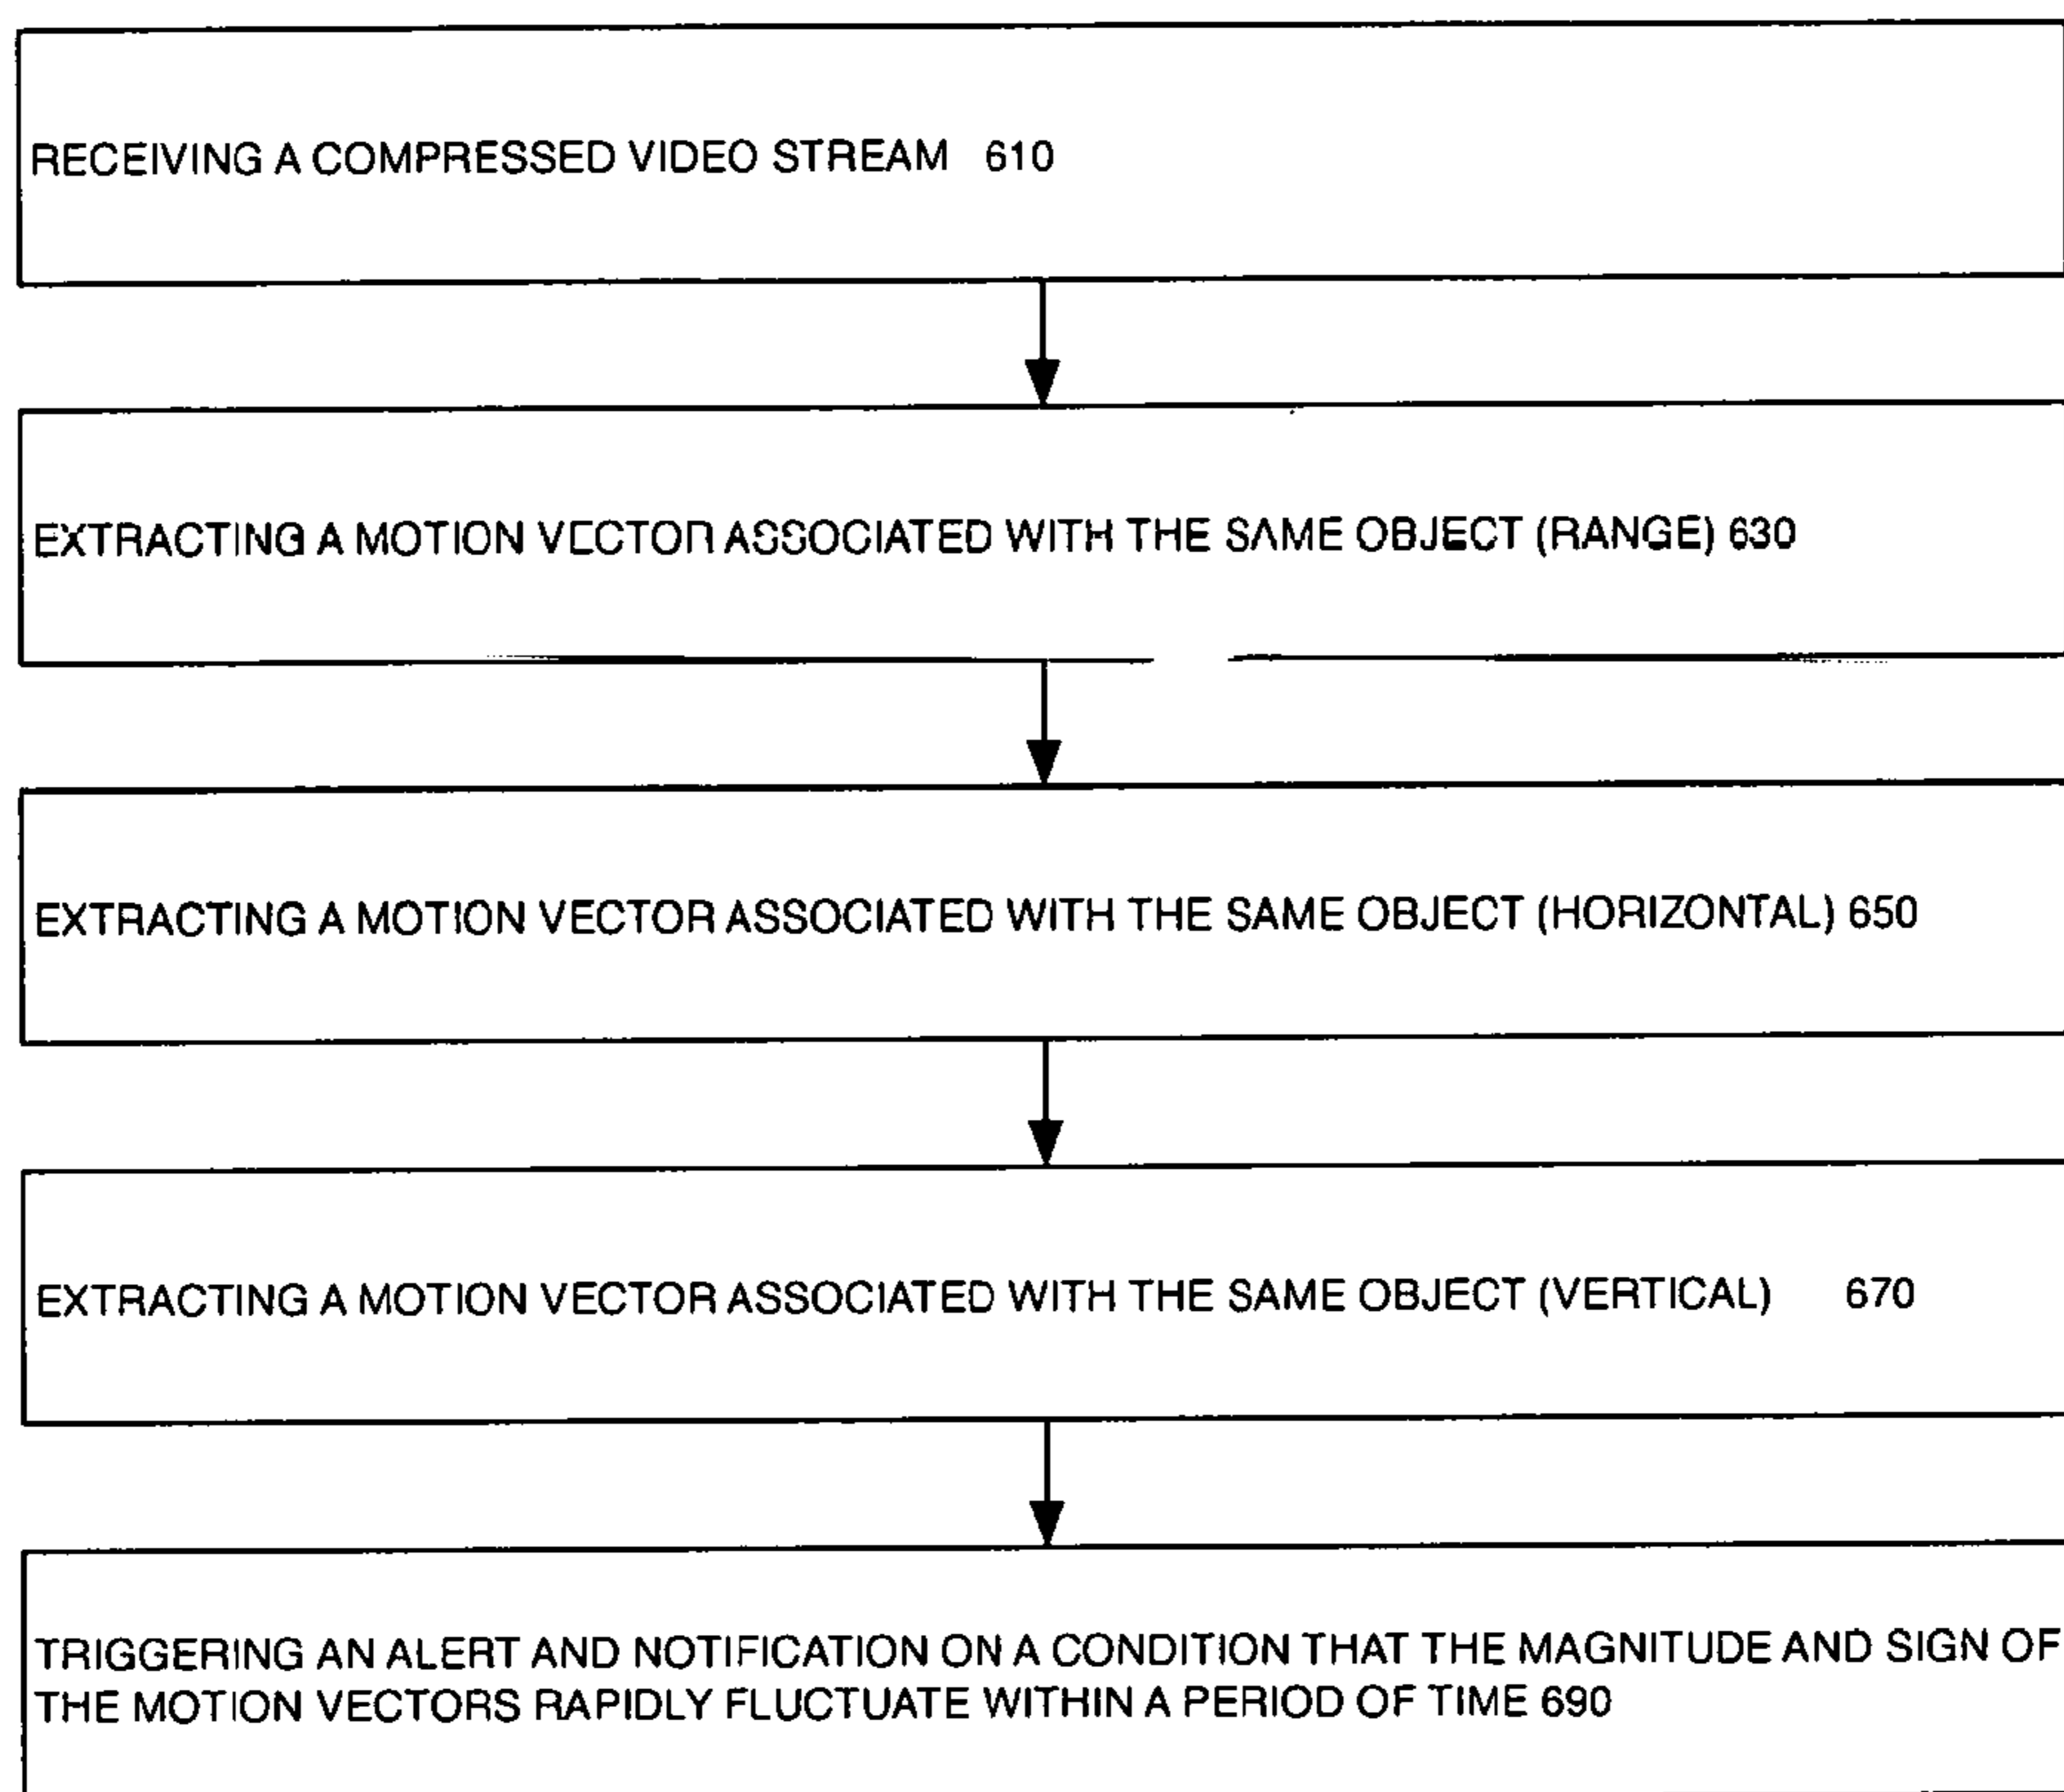 RECEIVING A COMPRESSED VIDEO STREAM 610
EXTRACTING A MOTION VECTOR ASSOCIATED WITH THE SAME OBJECT (RANGE) 630
EXTRACTING A MOTION VECTOR ASSOCIATED WITH THE SAME OBJECT (HORIZONTAL) 650
EXTRACTING A MOTION VECTOR ASSOCIATED WITH THE SAME OBJECT (VERTICAL) 670
TRIGGERING AN ALERT AND NOTIFICATION ON A CONDITION THAT THE MAGNITUDE AND SIGN OF
THE MOTION VECTORS RAPIDLY FLUCTUATE WITHIN A PERIOD OF TIME 690